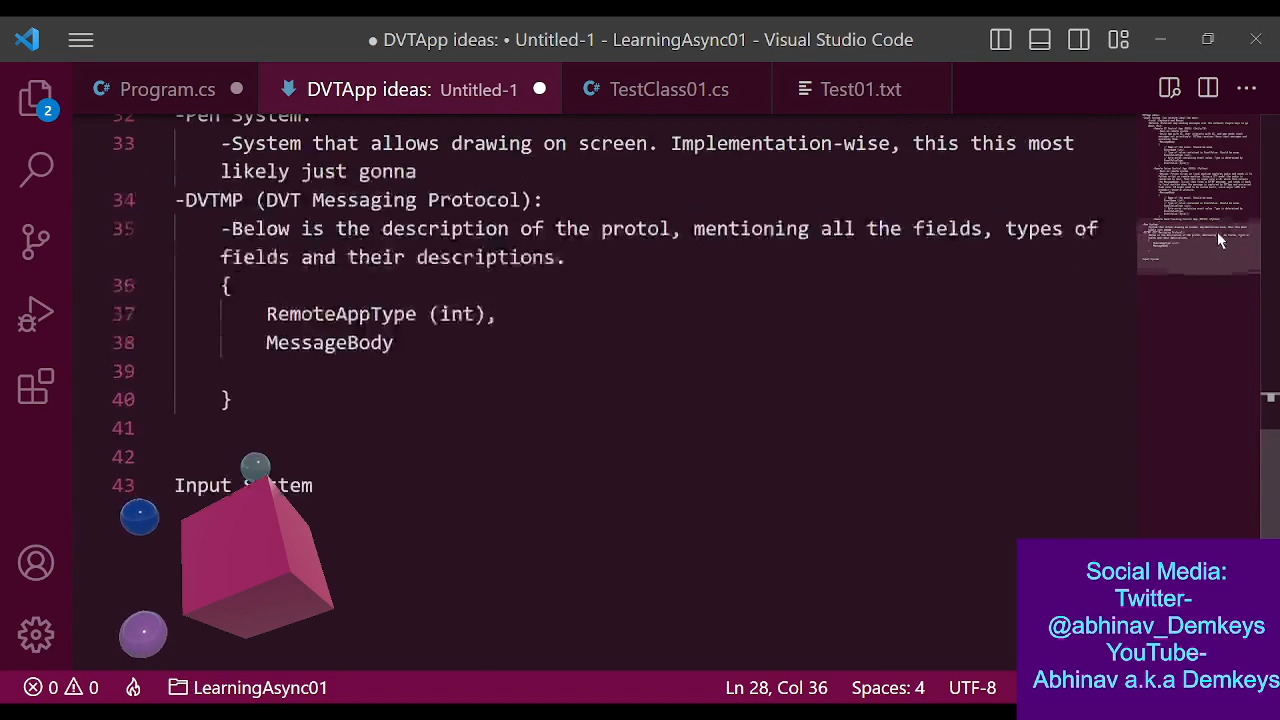 ● DVTApp ideas: • Untitled-1 - LearningAsync01 - Visual Studio Code
Program.cs
DVTApp ideas: Untitled-1
TestClass01.cs
Test01.txt
2
32 -Pen System:
33 -System that allows drawing on screen. Implementation-wise, this this most
likely just gonna
34 -DVTMP (DVT Messaging Protocol):
35 -Below is the description of the protol, mentioning all the fields, types of
fields and their descriptions.
36 {
37 RemoteAppType (int),
38 MessageBody
39
40 }
41
42
43 Input System
Social Media:
Twitter-
@abhinav_Demkeys
YouTube-
Abhinav a.k.a Demkeys
0 0 LearningAsync01 Ln 28, Col 36 Spaces: 4 UTF-8